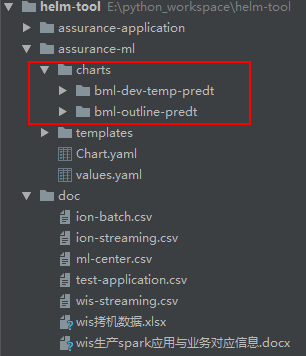 helm-tool E:\python_workspace\helm-tool
assurance-application
assurance-ml
charts
bml-dev-temp-predt
bml-outline-predt
templates
Chart.yaml
values.yaml
doc
ion-batch.csv
ion-streaming.csv
ml-center.csv
test-application.csv
wis-streaming.csv
wis拷机数据.xlsx
wis生产spark应用与业务对应信息.docx